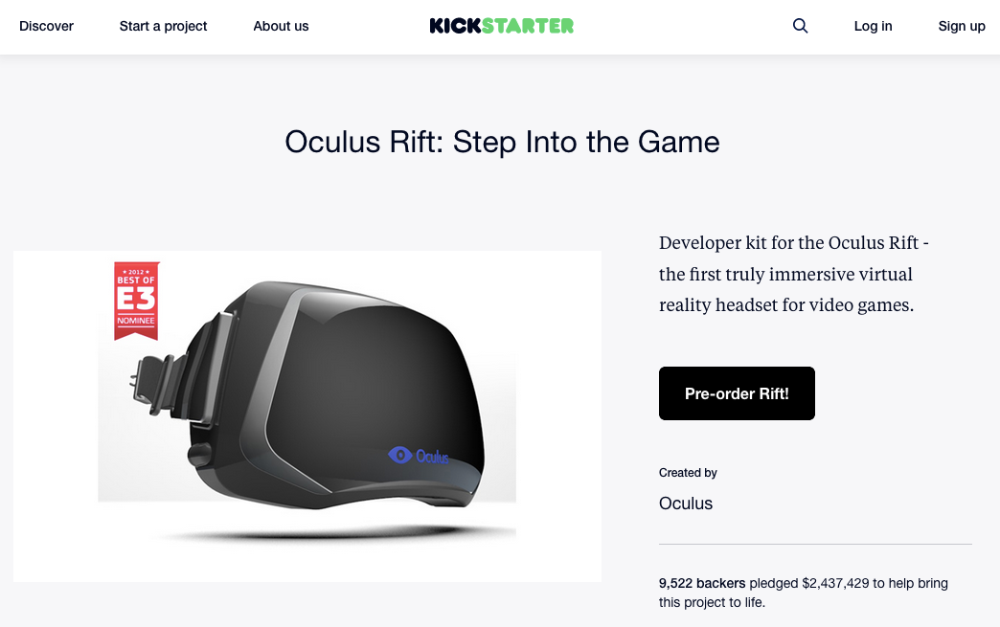 Discover Start a project About us KICKSTARTER Log in Sign up
Oculus Rift: Step Into the Game
★ 2012 ★
BEST OF
E3
NOMINEE
Oculus
Developer kit for the Oculus Rift -
the first truly immersive virtual
reality headset for video games.
Pre-order Rift!
Created by
Oculus
9,522 backers pledged $2,437,429 to help bring
this project to life.